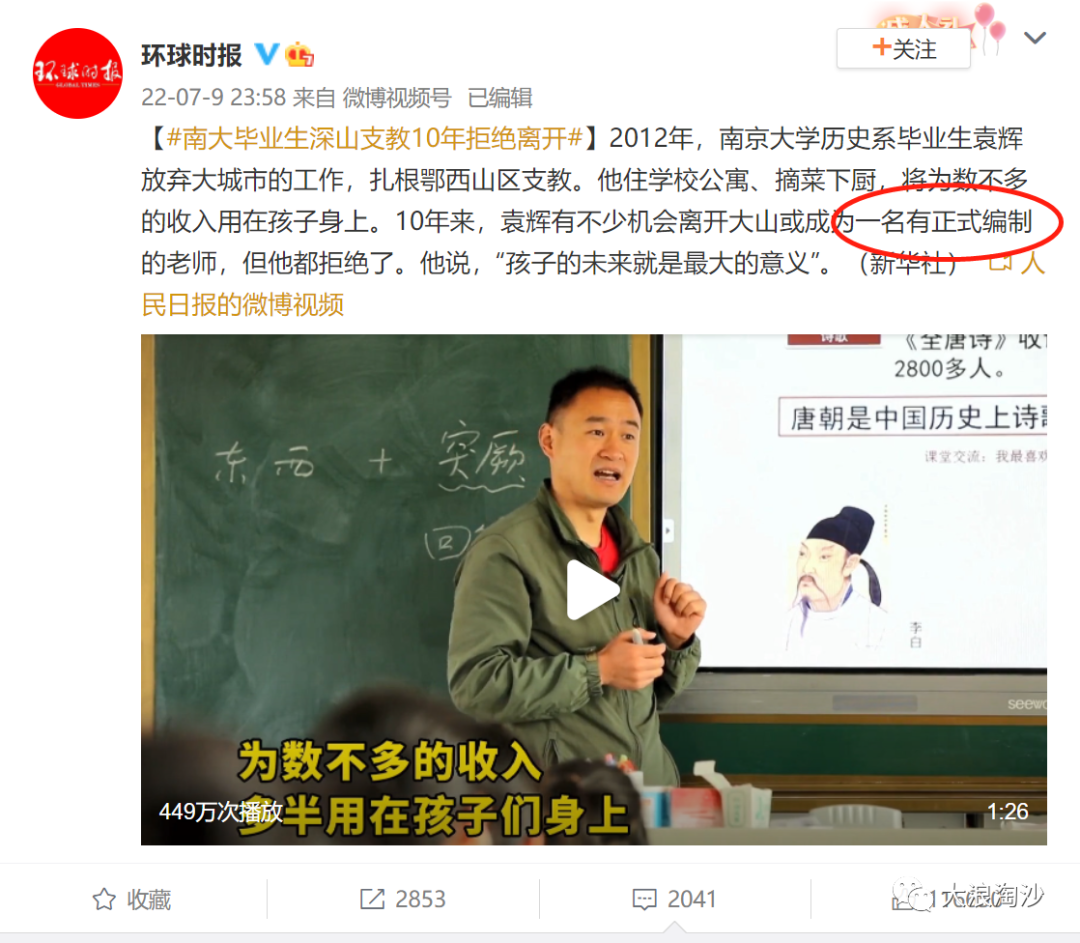 环球时报
GLOBAL TIMES
环球时报
+关注
22-07-9 23:58 来自 微博视频号 已编辑
【#南大毕业生深山支教10年拒绝离开#】2012年，南京大学历史系毕业生袁辉
放弃大城市的工作，扎根鄂西山区支教。他住学校公寓、摘菜下厨，将为数不多
的收入用在孩子身上。10年来，袁辉有不少机会离开大山或成为一名有正式编制
的老师，但他都拒绝了。他说，“孩子的未来就是最大的意义”。（新华社） 人
民日报的微博视频
东西 + 突厥
回
诗歌
《全唐诗》收
2800多人。
唐朝是中国历史上诗
课堂交流：我最喜
李白
seewo
为数不多的收入
多半用在孩子们身上
449万次播放
1:26
收藏
2853
2041
大浪淘沙